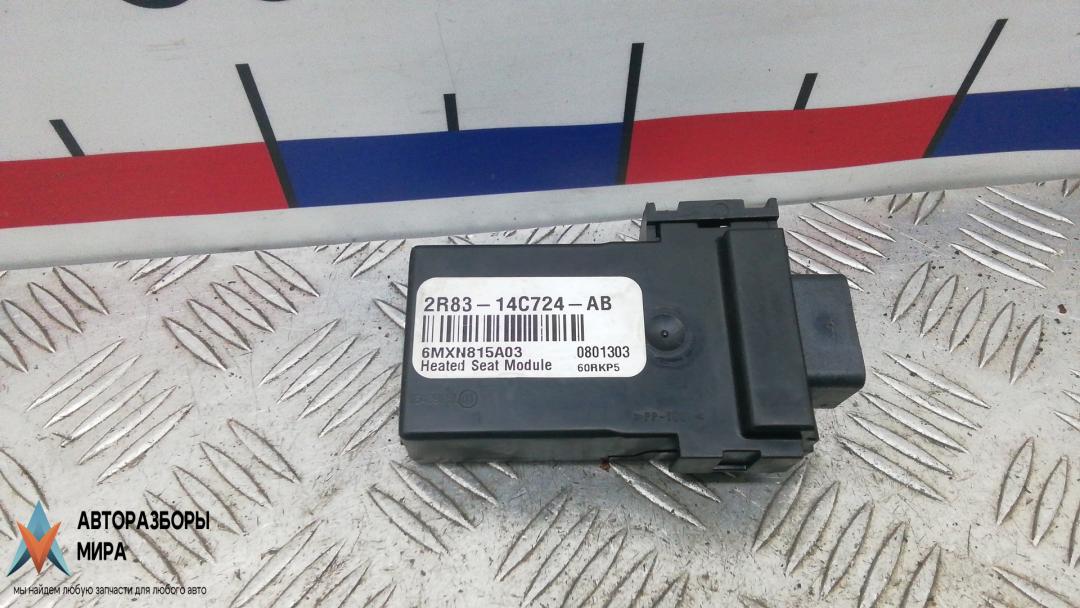 2R83-14C724-AB
6MXN815A03 0801303
Heated Seat Module 60RKP5
АВТОРАЗБОРЫ
МИРА
мы найдем любую запчасти для любого авто